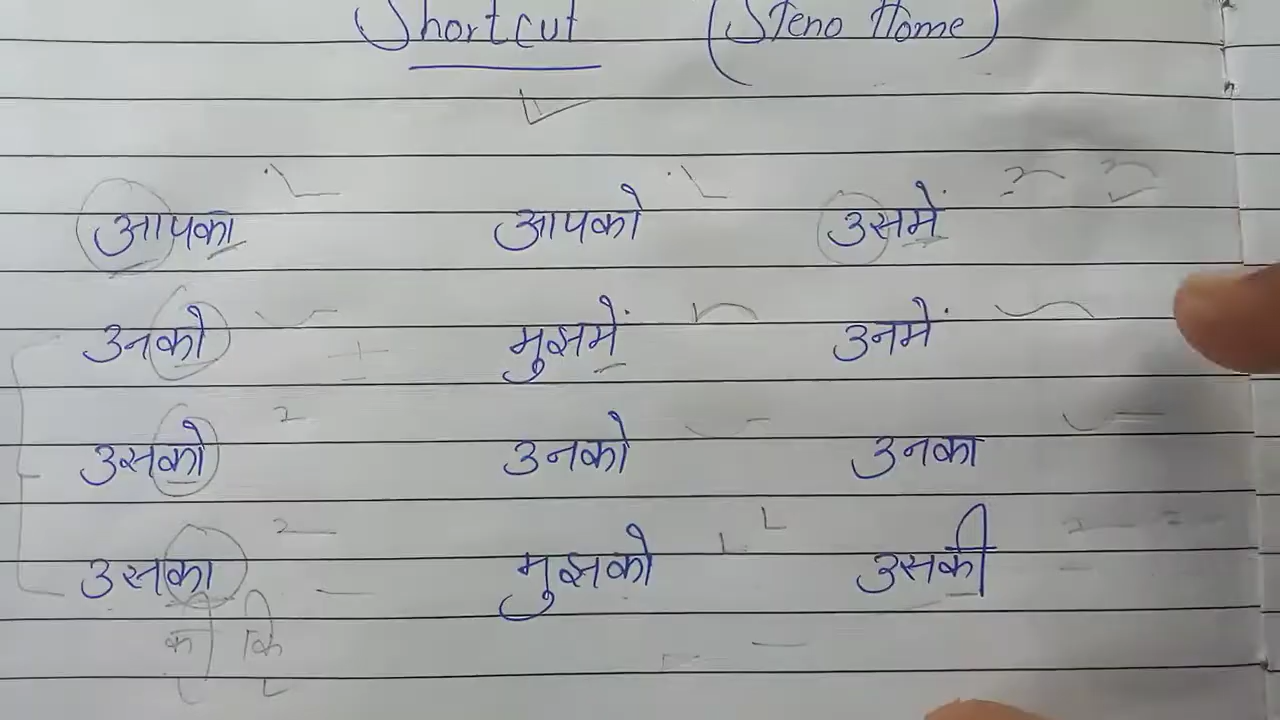 Shortcut (Steno Home)
आपका आपको उसमें
उनको मुझमें उनमें
उसको उनको उनका
उसका मुझको उसकी
की कि